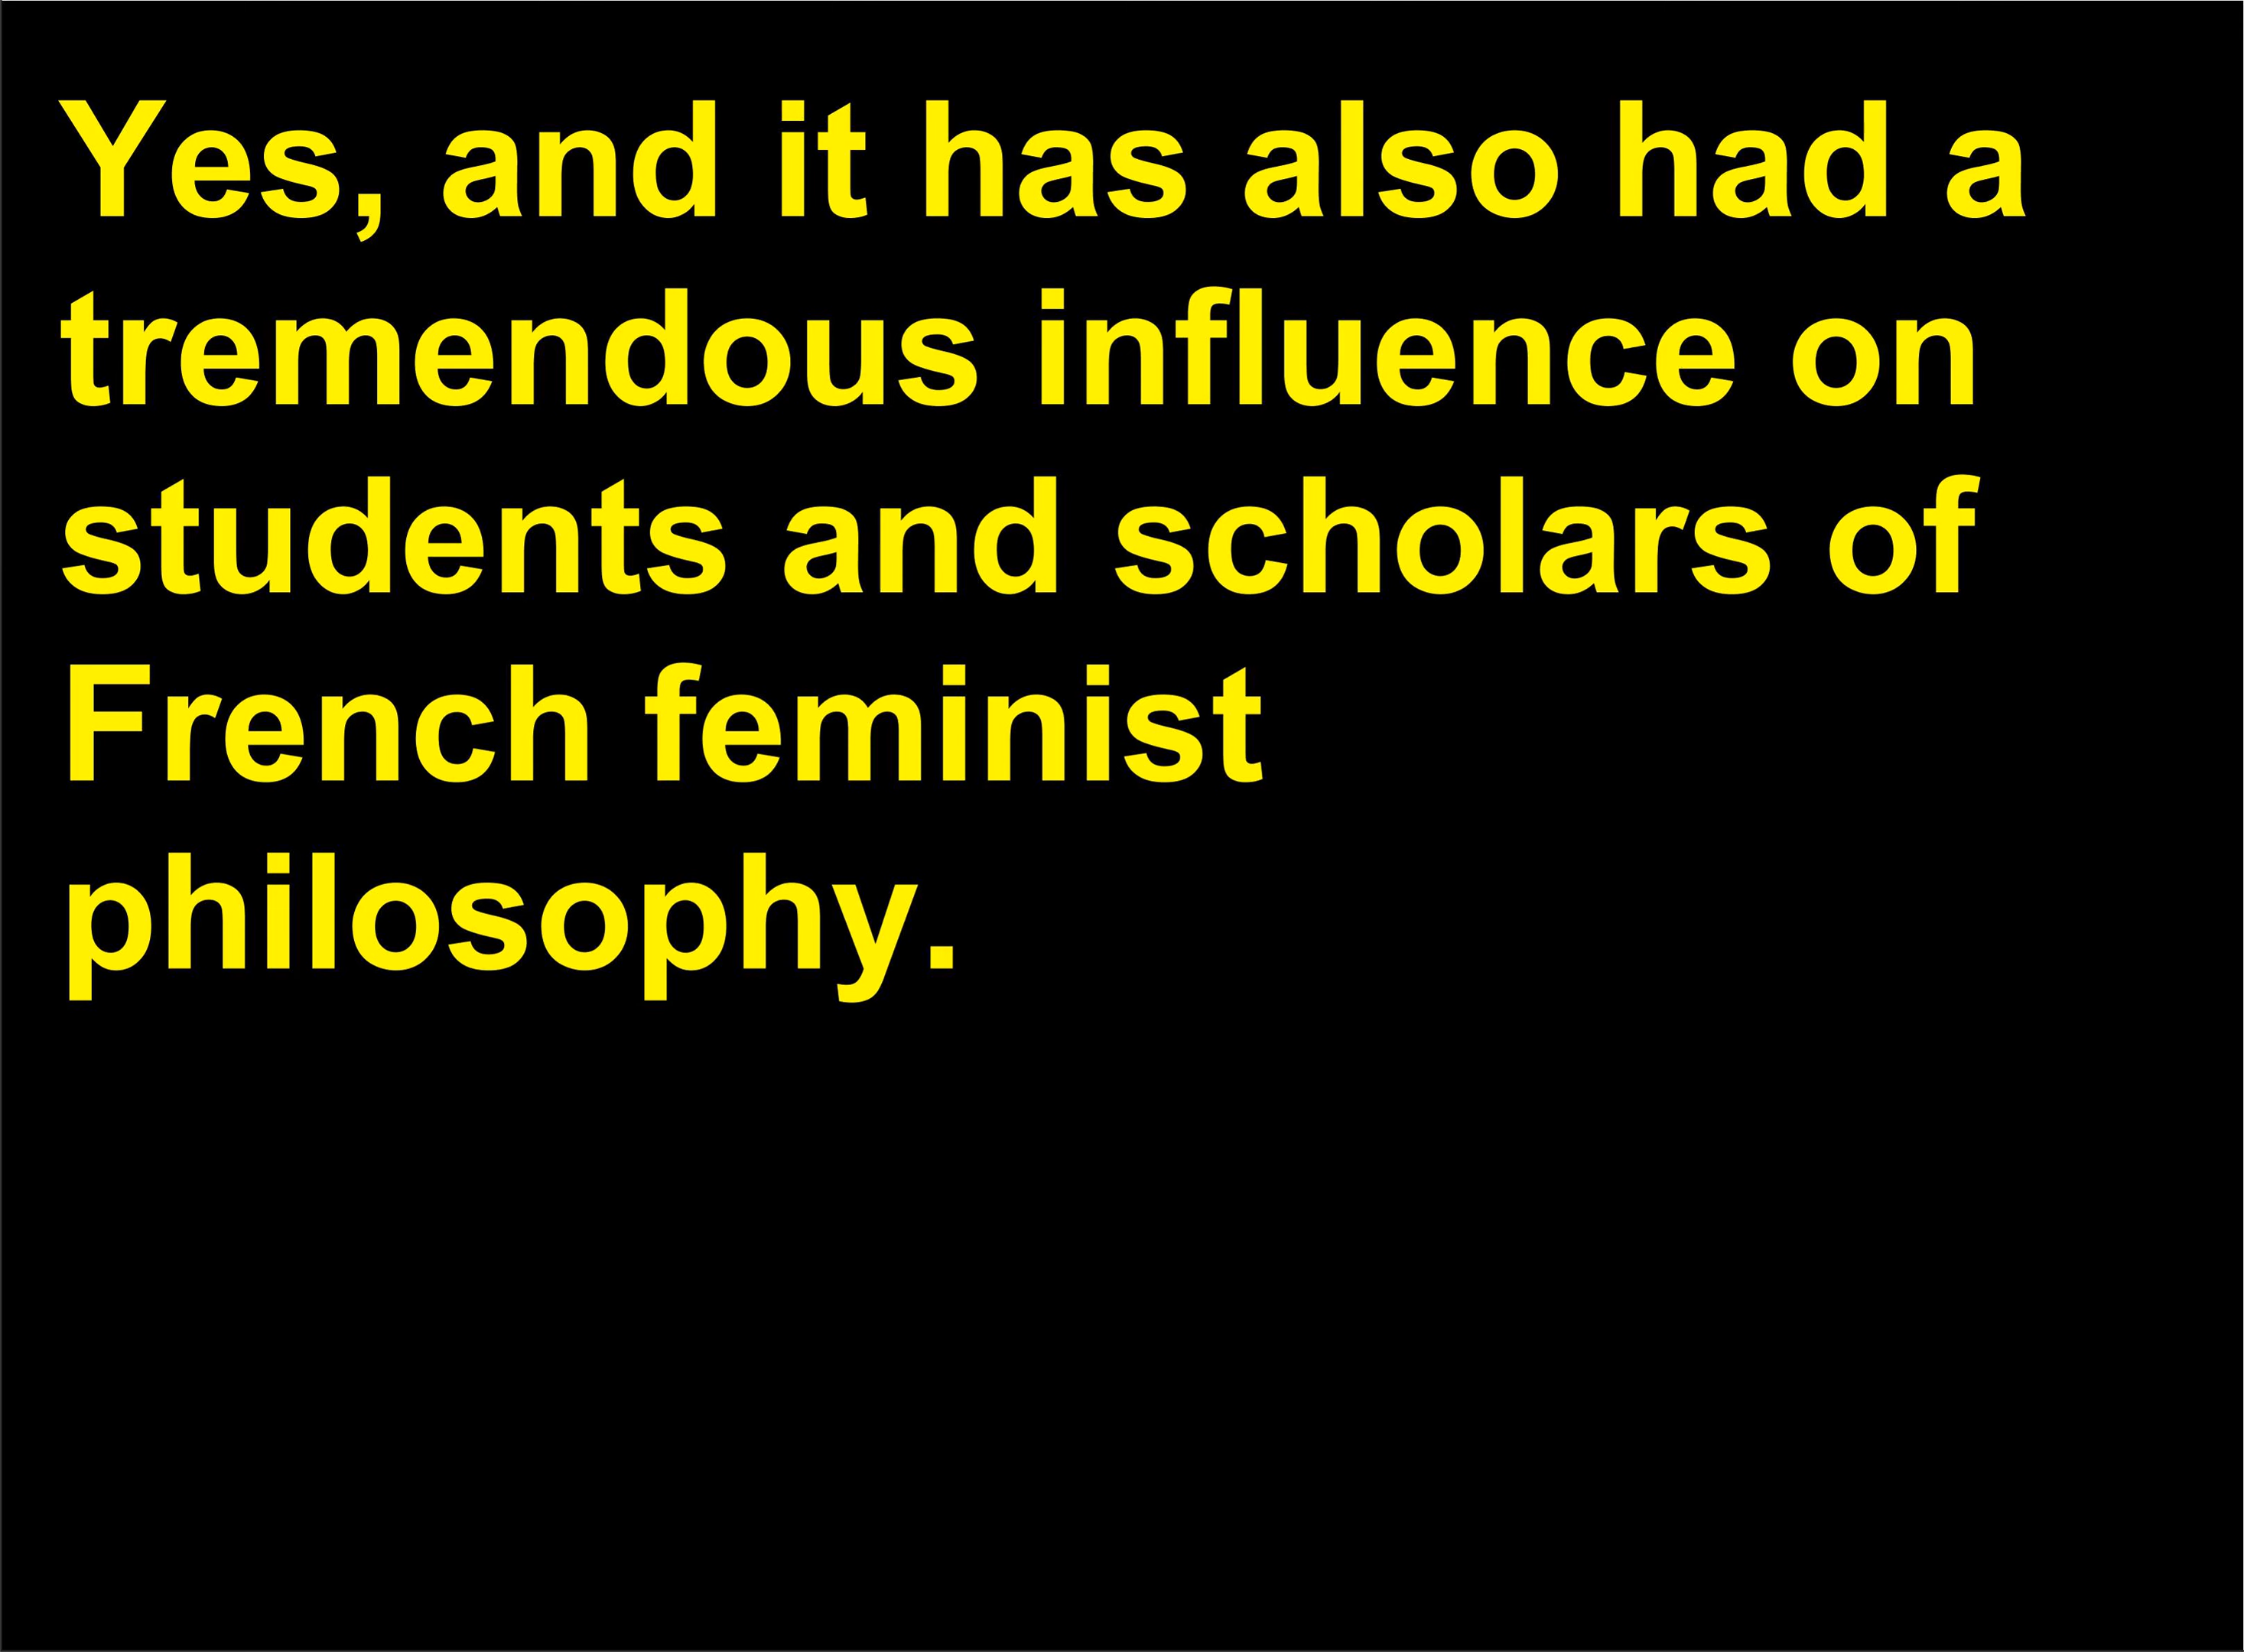 Yes, and it has also had a
tremendous influence on
students and scholars of
French feminist
philosophy.